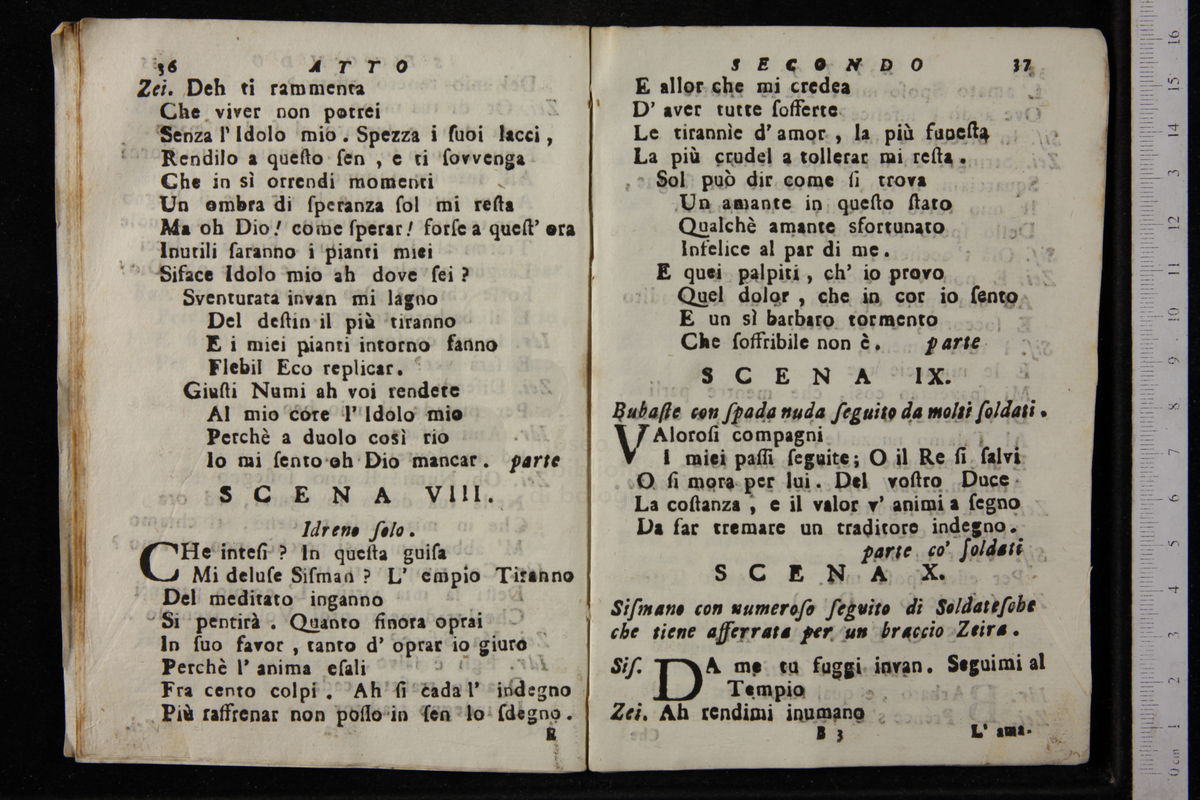 36 ATTO
Zei. Deh ti rammenta
Che viver non potrei
Senza l' Idolo mio. Spezza i ſuoi lacci,
Rendilo a queſto ſen, e ti ſovvenga
Che in sì orrendi momenti
Un ombra di ſperanza ſol mi reſta
Ma oh Dio! come ſperar! forſe a queſt' ora
Inutili ſaranno i pianti miei
Siface Idolo mio ah dove ſei?
Sventurata invan mi lagno
Del deſtin il più tiranno
E i miei pianti intorno fanno
Flebil Eco replicar.
Giuſti Numi ah voi rendete
Al mio core l' Idolo mio
Perchè a duolo così rio
Io mi ſento oh Dio mancar. parte
SCENA VIII.
Idreno ſolo.
CHe inteſi? In queſta guiſa
Mi deluſe Siſman? L' empio Tiranno
Del meditato inganno
Si pentirà. Quanto finora oprai
In ſuo favor, tanto d' oprar io giuro
Perchè l' anima eſali
Fra cento colpi. Ah ſi cada l' indegno
Più raffrenar non poſſo in ſen lo ſdegno.
E
SECONDO 37
E allor che mi credea
D' aver tutte ſofferte
Le tirannìe d' amor, la più funeſta
La più crudel a tollerar mi reſta.
Sol può dir come ſi trova
Un amante in queſto ſtato
Qualchè amante sfortunato
Infelice al par di me.
E quei palpiti, ch' io provo
Quel dolor, che in cor io ſento
E un sì barbaro tormento
Che ſoffribile non è. parte
SCENA IX.
Bubaſte con ſpada nuda ſeguito da molti ſoldati.
VAloroſi compagni
I miei paſſi ſeguite; O il Re ſi ſalvi
O ſi mora per lui. Del voſtro Duce
La coſtanza, e il valor v' animi a ſegno
Da far tremare un traditore indegno.
parte co' ſoldati
SCENA X.
Siſmano con numeroſo ſeguito di Soldateſche
che tiene afferrata per un braccio Zeira.
Siſ. DA me tu fuggi invan. Seguimi al
Tempio
Zei. Ah rendimi inumano
B 3 L' ama-